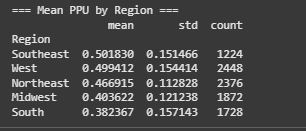 === Mean PPU by Region ===
mean std count
Region
Southeast 0.501830 0.151466 1224
West 0.499412 0.154414 2448
Northeast 0.466915 0.112828 2376
Midwest 0.403622 0.121238 1872
South 0.382367 0.157143 1728